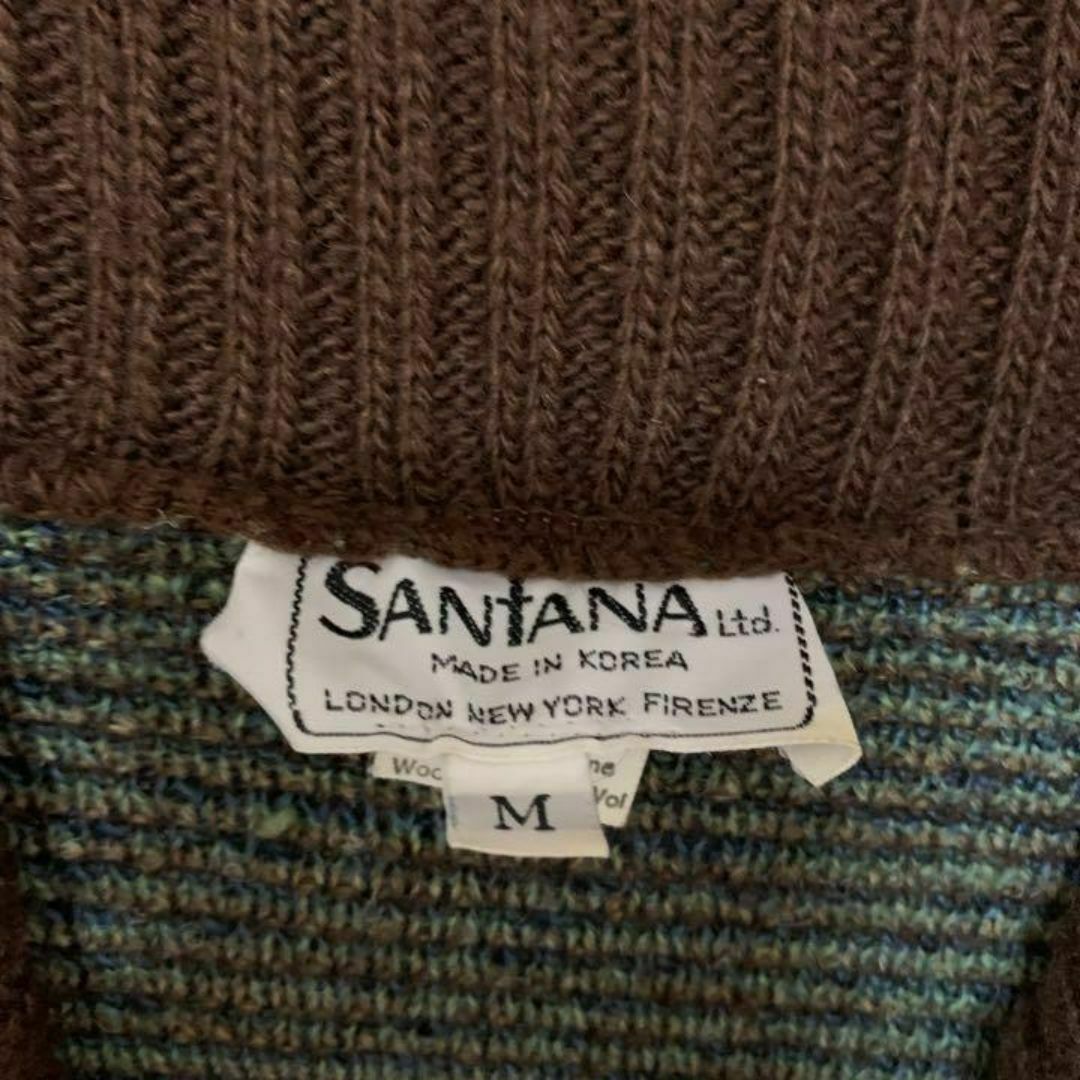 SANTANA Ltd.
MADE IN KOREA
LONDON NEW YORK FIRENZE
M